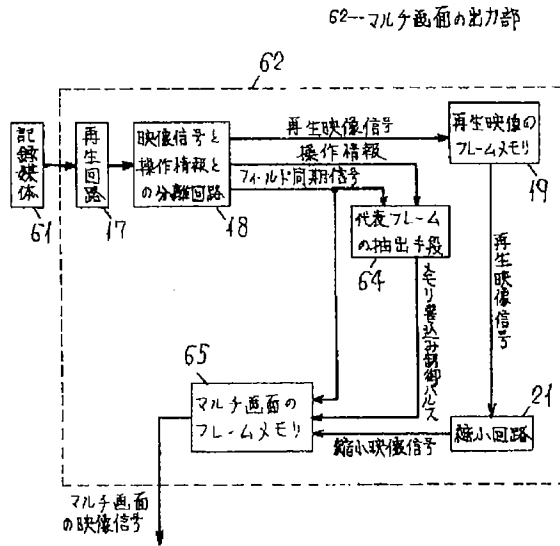 62---マルチ画面の出力部
62
記録媒体
61
再生回路
17
映像信号と
操作情報と
の分離回路
18
再生映像信号
操作情報
フィールド同期信号
再生映像の
フレームメモリ
19
代表フレーム
の抽出手段
64
メモリ書込み制御パルス
再生映像信号
65
マルチ画面の
フレームメモリ
縮小映像信号
21
縮小回路
マルチ画面
の映像信号